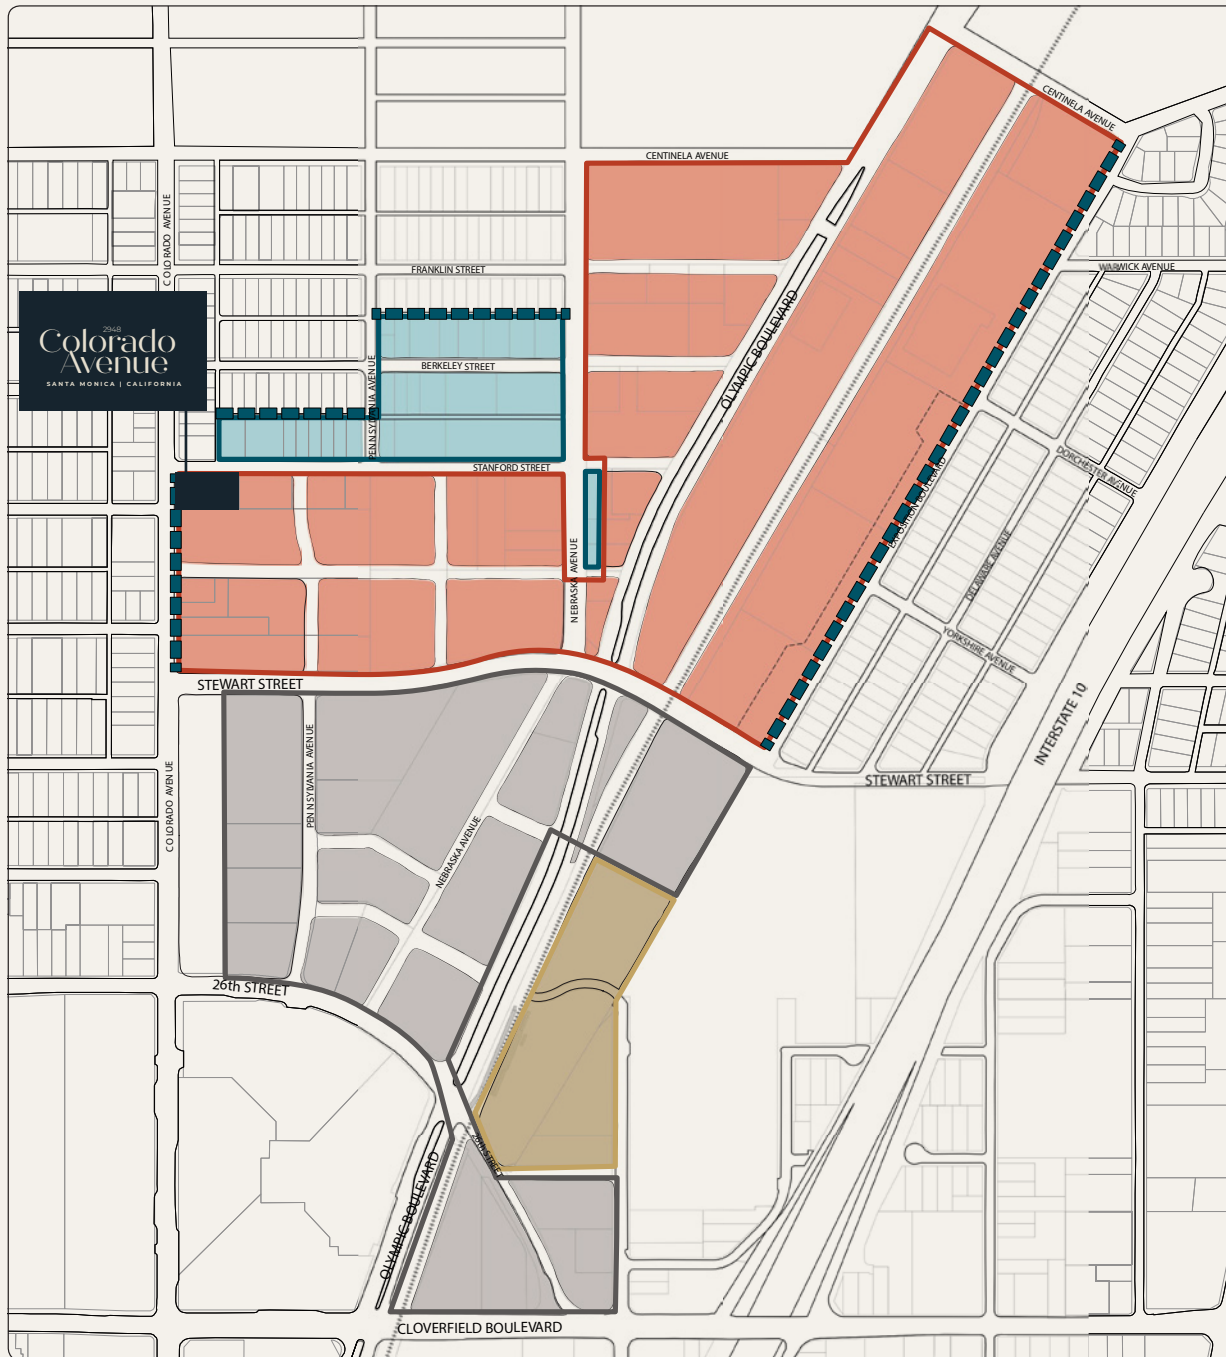 CENTINELA AVENUE
CENTINELA AVENUE
COLORADO AVENUE
FRANKLIN STREET
WARWICK AVENUE
2948
Colorado
Avenue
SANTA MONICA | CALIFORNIA
OLYMPIC BOULEVARD
BERKELEY STREET
PENNSYLVANIA AVENUE
STANFORD STREET
DORCHESTER AVENUE
EXPOSITION BOULEVARD
DELAWARE AVENUE
NEBRASKA AVENUE
YORKSHIRE AVENUE
STEWART STREET
INTERSTATE 10
PENNSYLVANIA AVENUE
STEWART STREET
COLORADO AVENUE
NEBRASKA AVENUE
26th STREET
26th STREET
OLYMPIC BOULEVARD
CLOVERFIELD BOULEVARD